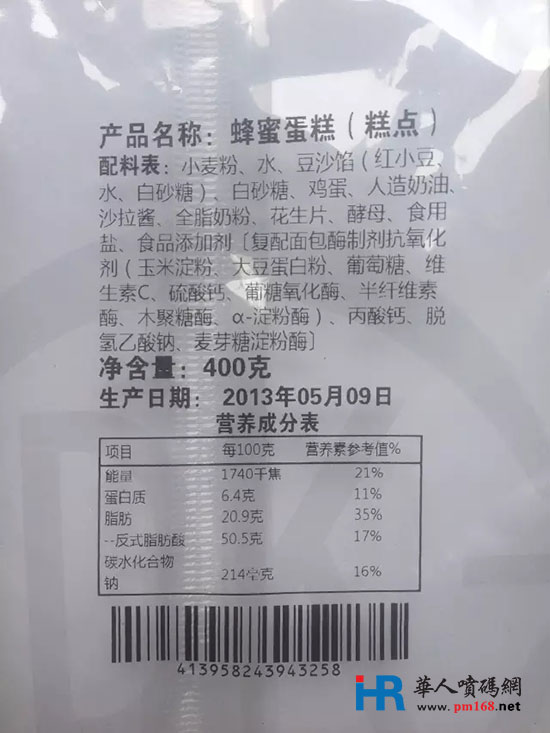 产品名称：蜂蜜蛋糕（糕点）
配料表：小麦粉、水、豆沙馅（红小豆、
水、白砂糖）、白砂糖、鸡蛋、人造奶油、
沙拉酱、全脂奶粉、花生片、酵母、食用
盐、食品添加剂〔复配面包酶制剂抗氧化
剂（玉米淀粉、大豆蛋白粉、葡萄糖、维
生素C、硫酸钙、葡糖氧化酶、半纤维素
酶、木聚糖酶、α-淀粉酶）、丙酸钙、脱
氢乙酸钠、麦芽糖淀粉酶〕
净含量：400克
生产日期：2013年05月09日
营养成分表
项目 每100克 营养素参考值%
能量 1740千焦 21%
蛋白质 6.4克 11%
脂肪 20.9克 35%
--反式脂肪酸 50.5克 17%
碳水化合物
钠 214毫克 16%
413958243943258
HR 華人噴碼網
www.pm168.net